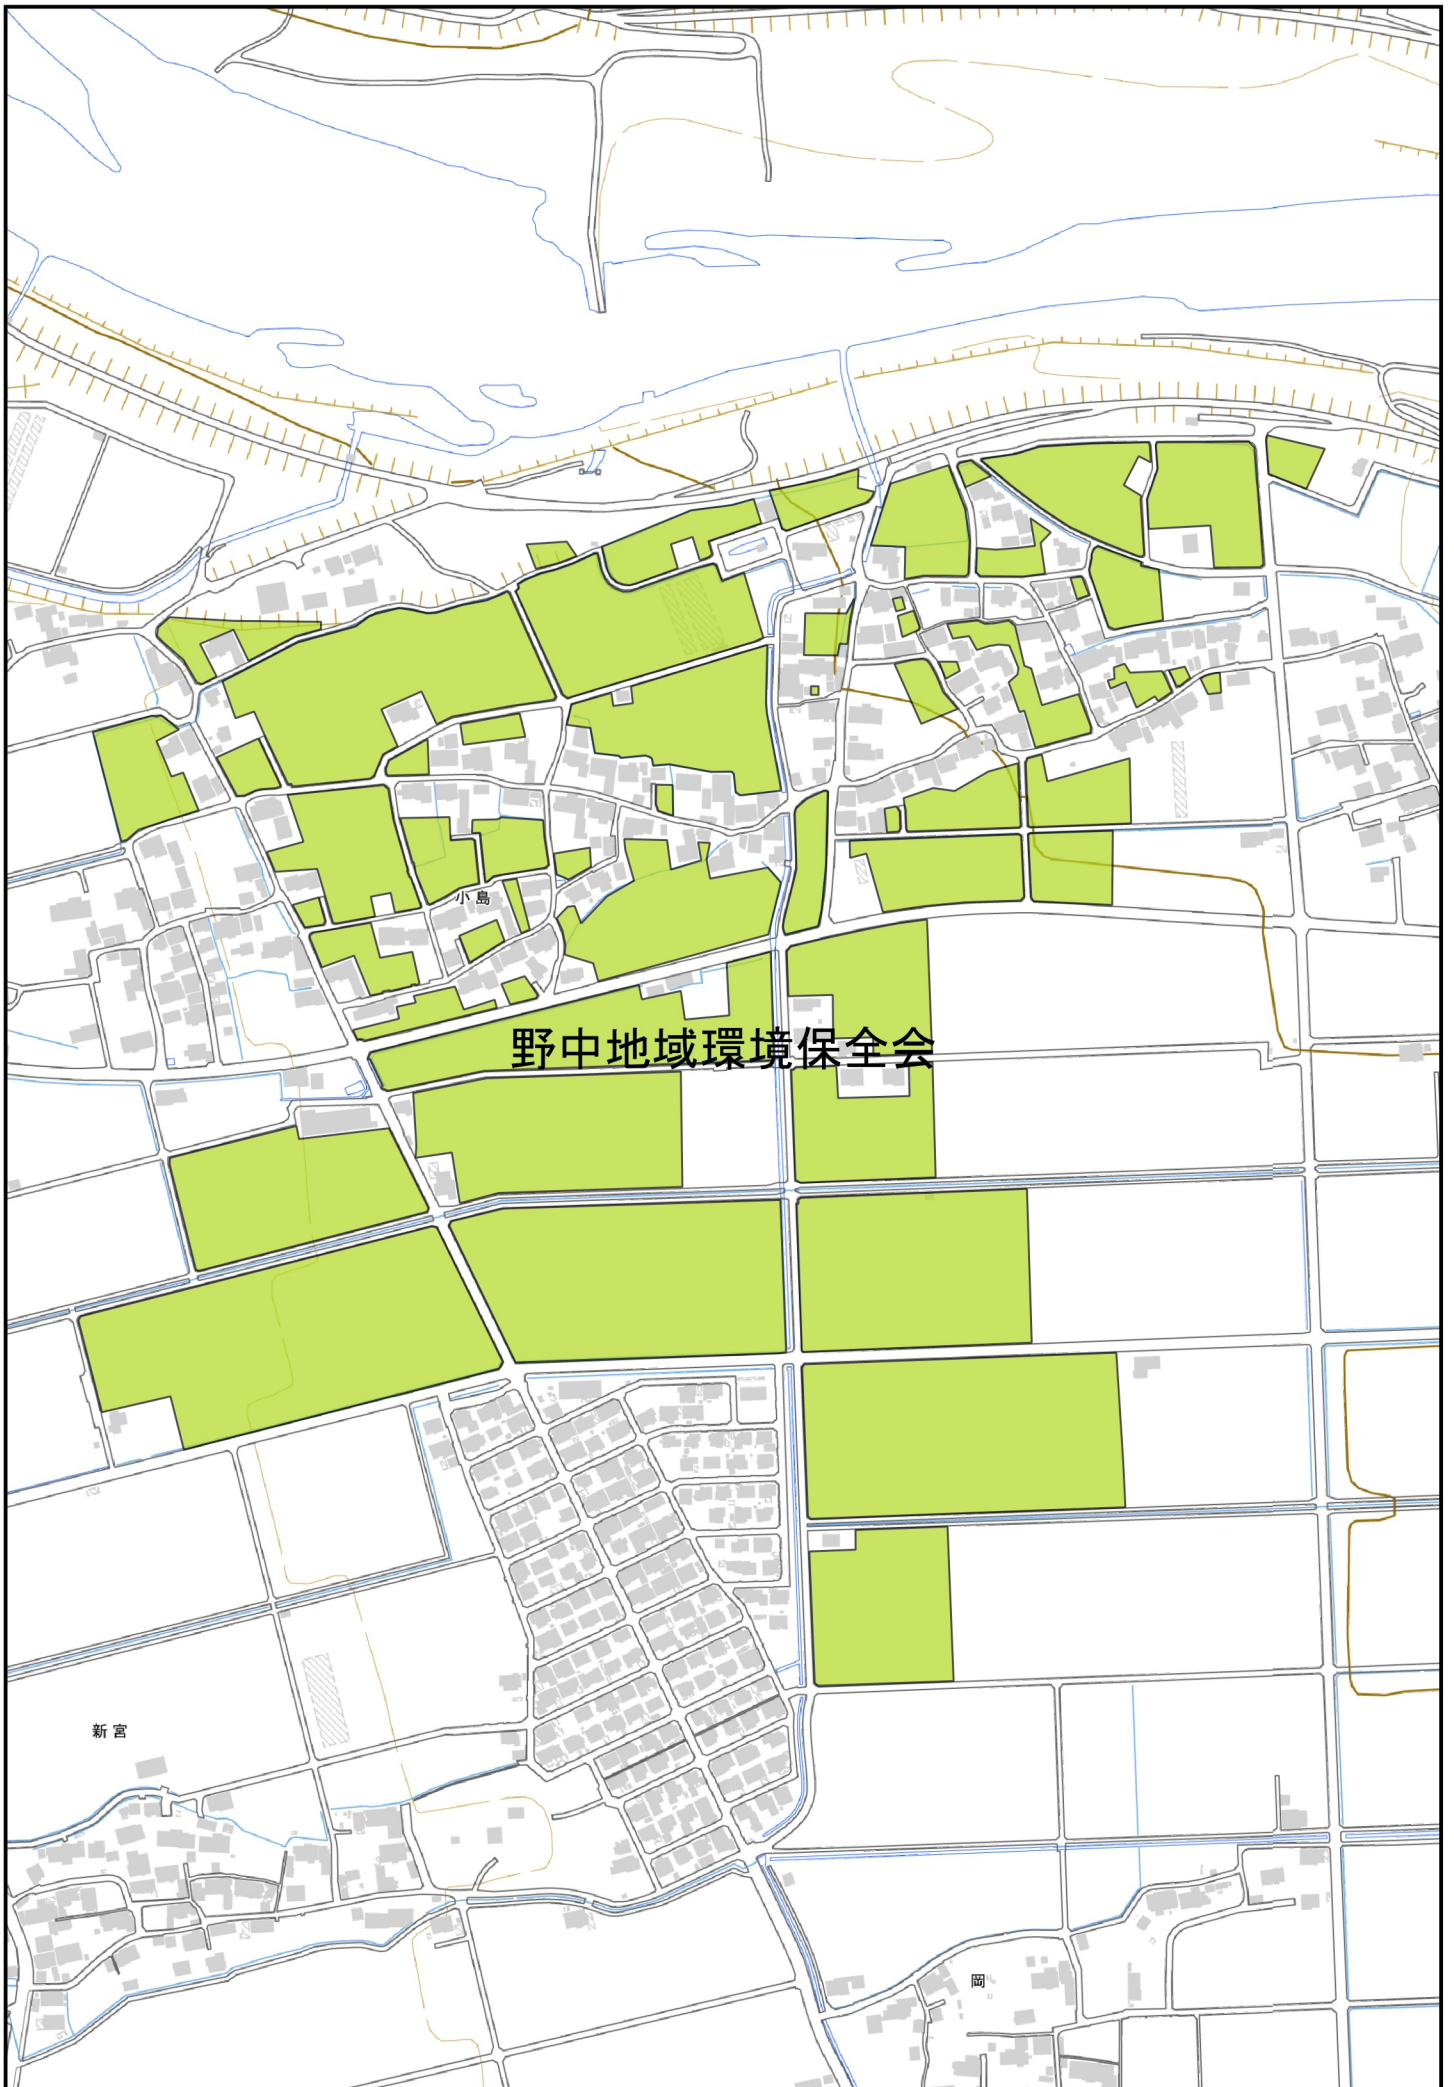 小島
野中地域環境保全会
新宮
岡